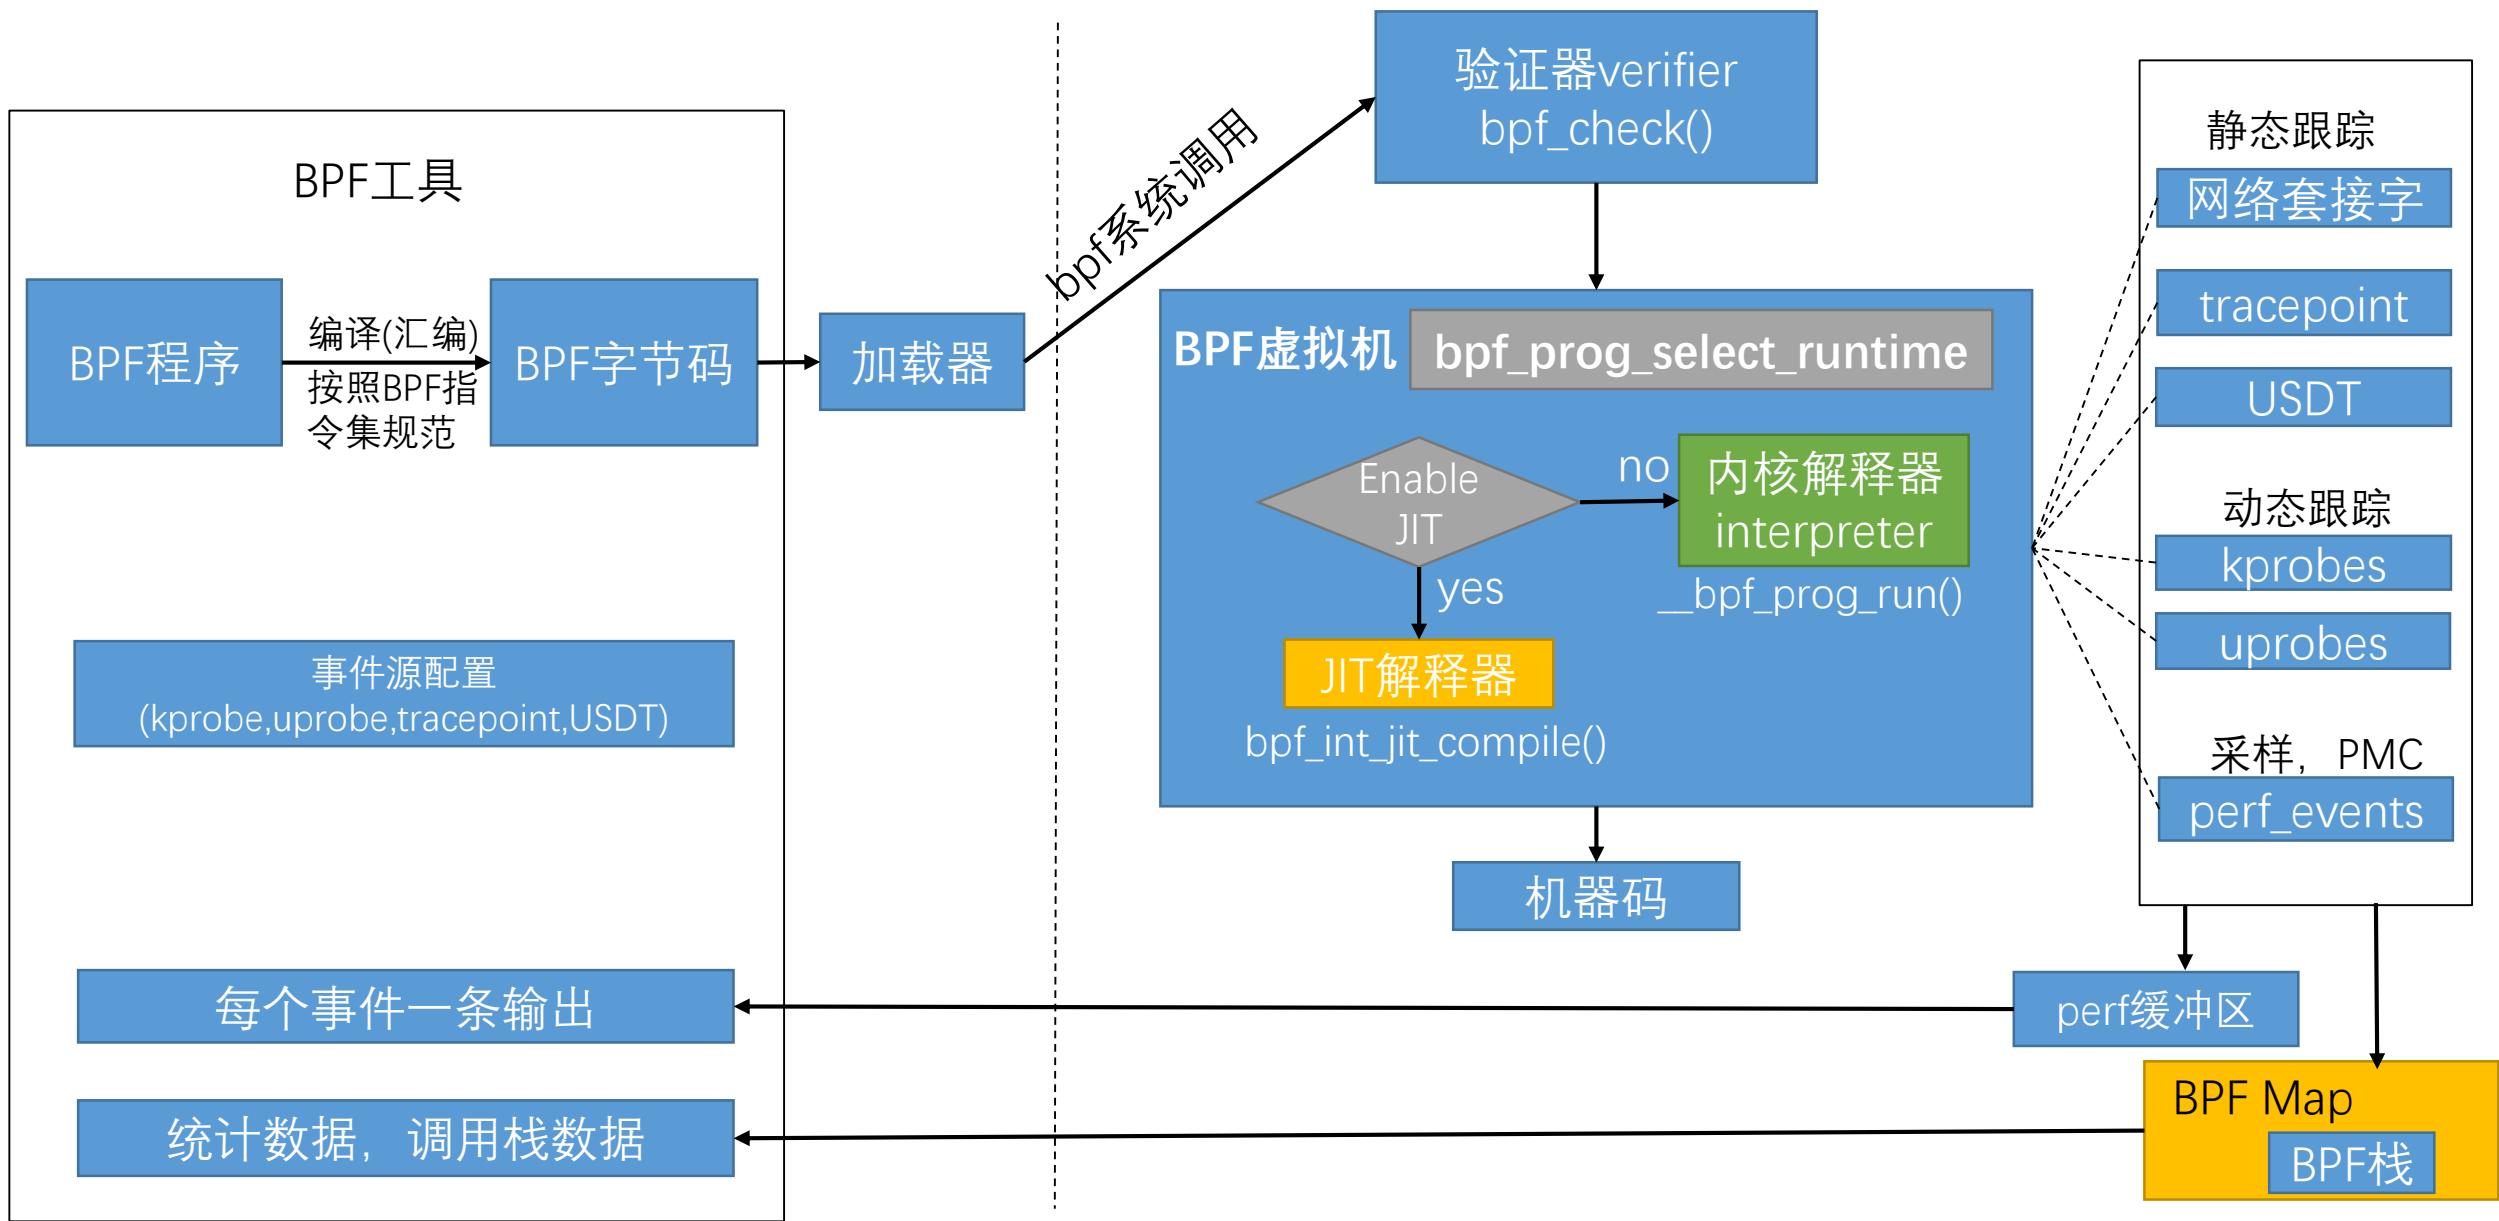 BPF工具
BPF程序
编译(汇编)
按照BPF指
令集规范
BPF字节码
加载器
事件源配置
(kprobe,uprobe,tracepoint,USDT)
每个事件一条输出
统计数据，调用栈数据
bpf系统调用
验证器verifier
bpf_check()
BPF虚拟机
bpf_prog_select_runtime
Enable
JIT
no
内核解释器
interpreter
__bpf_prog_run()
yes
JIT解释器
bpf_int_jit_compile()
机器码
静态跟踪
网络套接字
tracepoint
USDT
动态跟踪
kprobes
uprobes
采样，PMC
perf_events
perf缓冲区
BPF Map
BPF栈